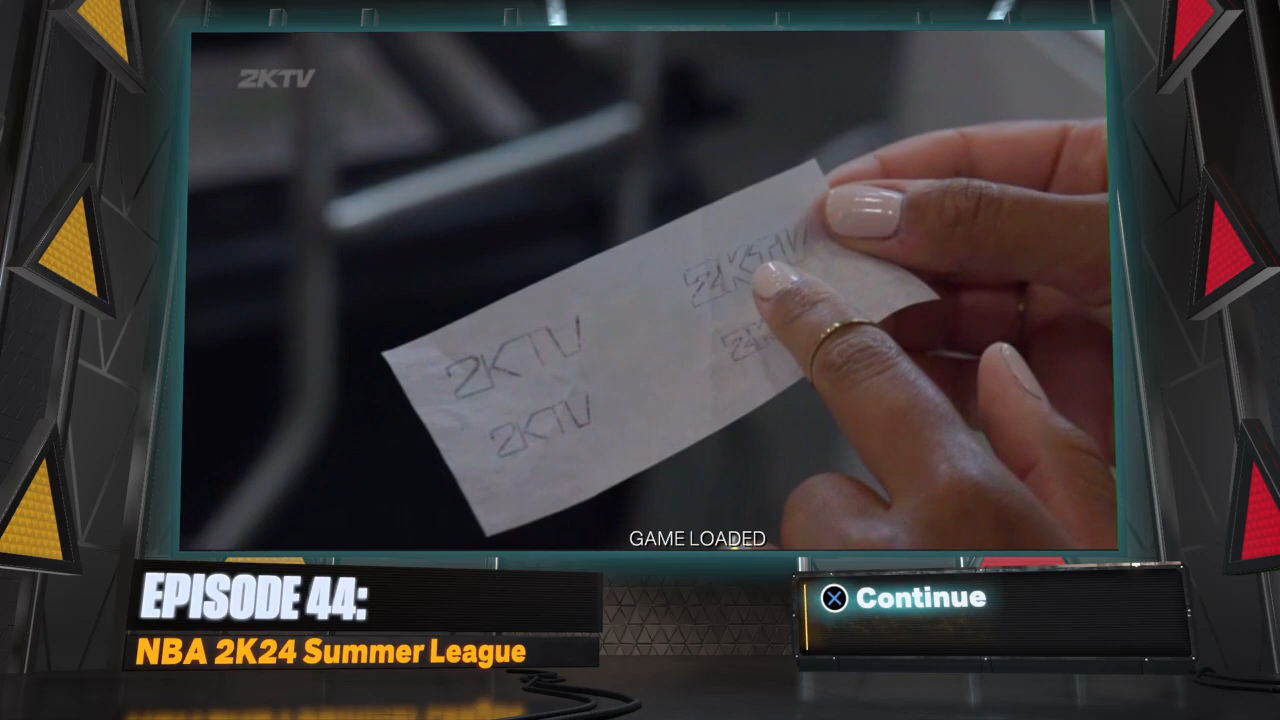 2KTV
2KTV
2KTV
2KTV
GAME LOADED
EPISODE 44:
Continue
NBA 2K24 Summer League